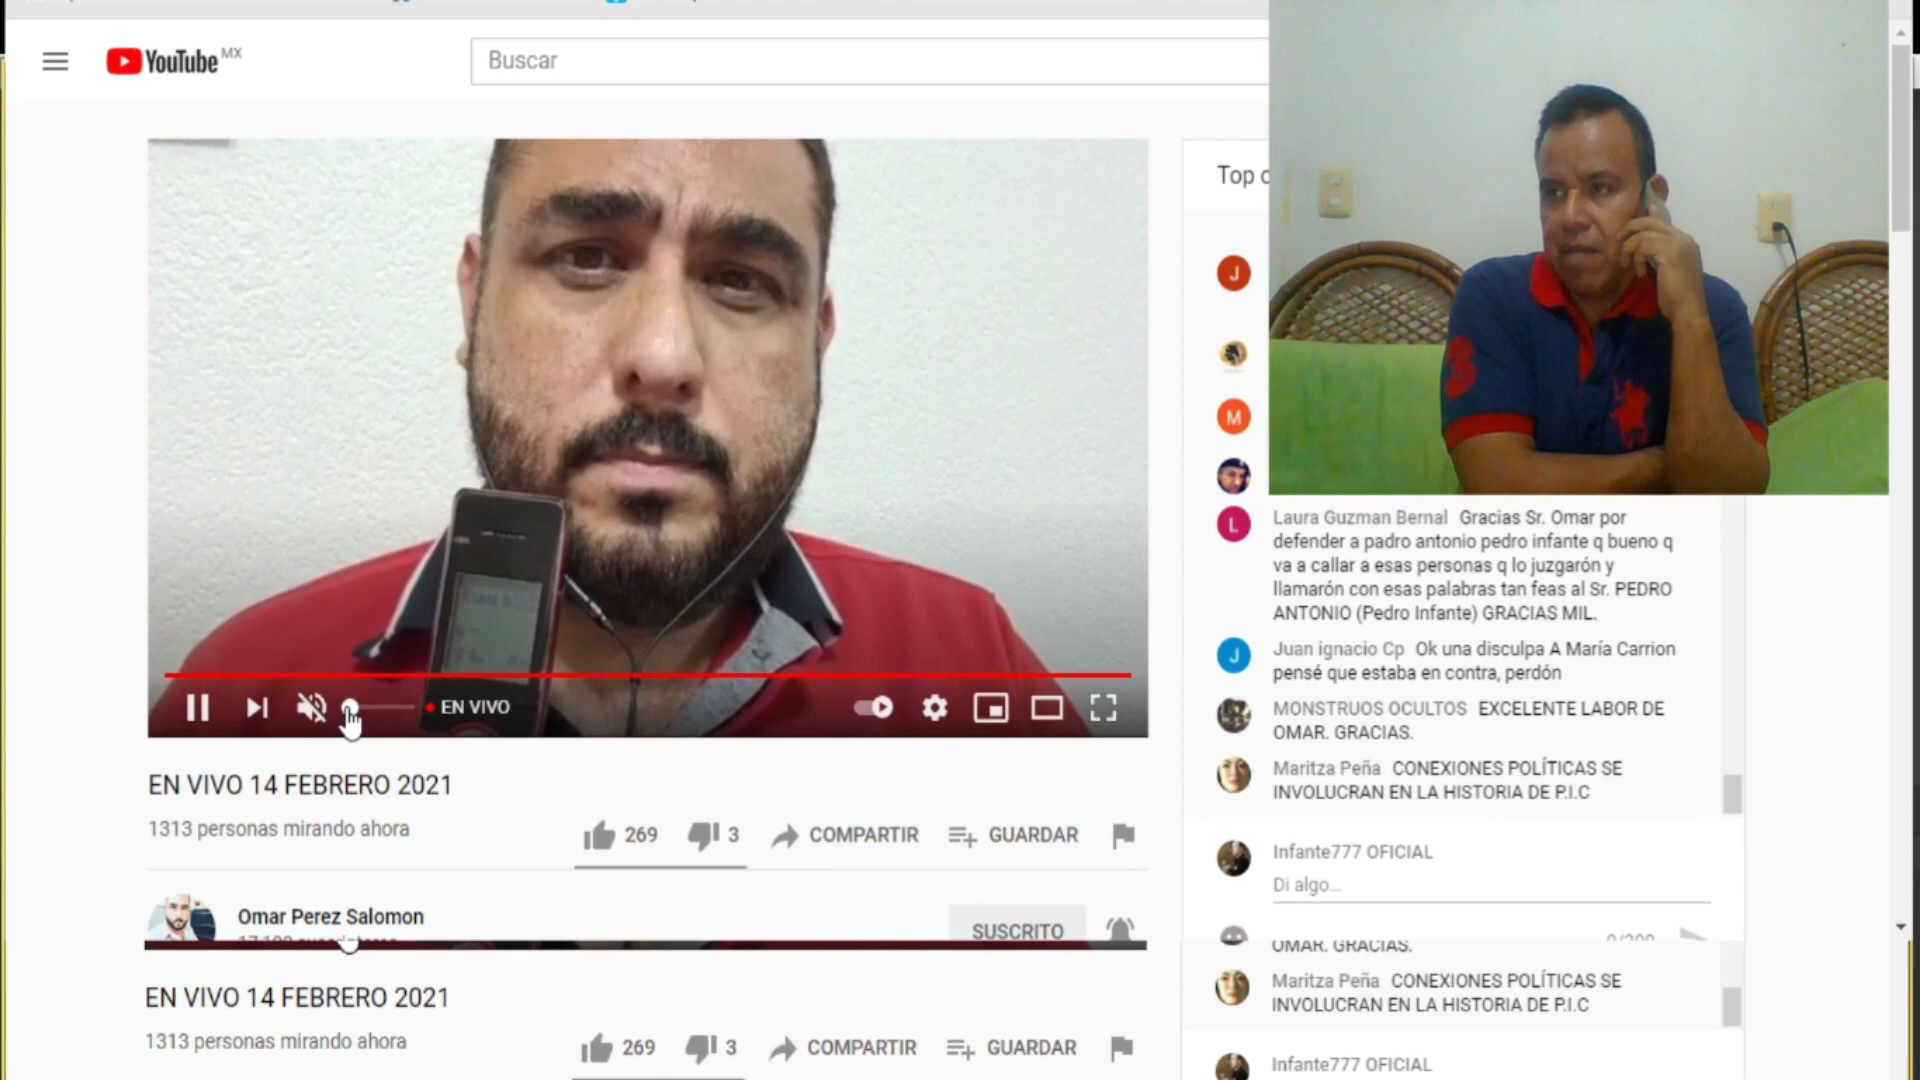 YouTube MX
Buscar
Top
J
M
L
Laura Guzman Bernal Gracias Sr. Omar por
defender a padro antonio pedro infante q bueno q
va a callar a esas personas q lo juzgarón y
llamarón con esas palabras tan feas al Sr. PEDRO
ANTONIO (Pedro Infante) GRACIAS MIL.
J
Juan ignacio Cp Ok una disculpa A María Carrion
pensé que estaba en contra, perdón
MONSTRUOS OCULTOS EXCELENTE LABOR DE
OMAR. GRACIAS.
Maritza Peña CONEXIONES POLÍTICAS SE
INVOLUCRAN EN LA HISTORIA DE P.I.C
Infante777 OFICIAL
Di algo...
0/200
EN VIVO
EN VIVO 14 FEBRERO 2021
1313 personas mirando ahora
269
3
COMPARTIR
GUARDAR
Omar Perez Salomon
SUSCRITO
OMAR. GRACIAS.
Maritza Peña CONEXIONES POLÍTICAS SE
INVOLUCRAN EN LA HISTORIA DE P.I.C
Infante777 OFICIAL
EN VIVO 14 FEBRERO 2021
1313 personas mirando ahora
269
3
COMPARTIR
GUARDAR
3